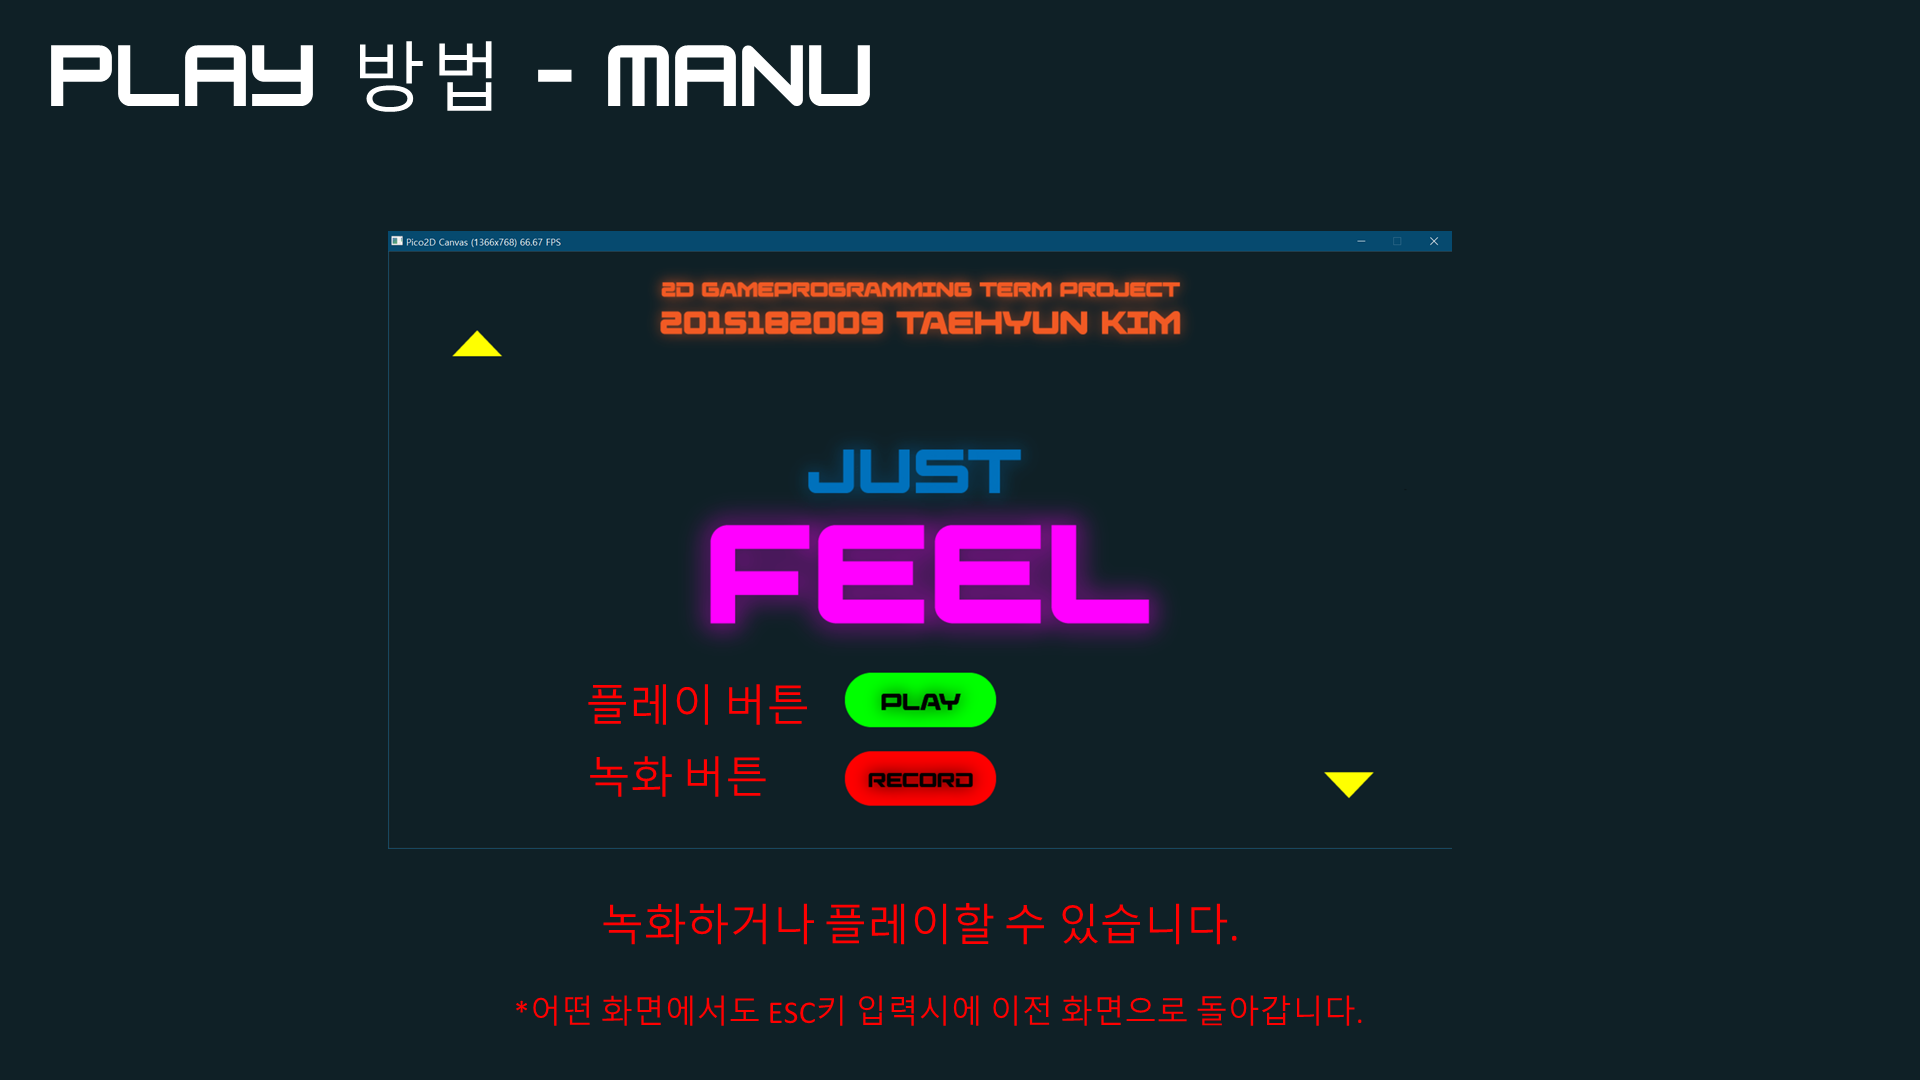 PLAY 방법 - MANU
Pico2D Canvas (1366x768) 66.67 FPS
2D GAMEPROGRAMMING TERM PROJECT
2015182009 TAEHYUN KIM
JUST
FEEL
플레이 버튼 PLAY
녹화 버튼 RECORD
녹화하거나 플레이할 수 있습니다.
*어떤 화면에서도 ESC키 입력시에 이전 화면으로 돌아갑니다.